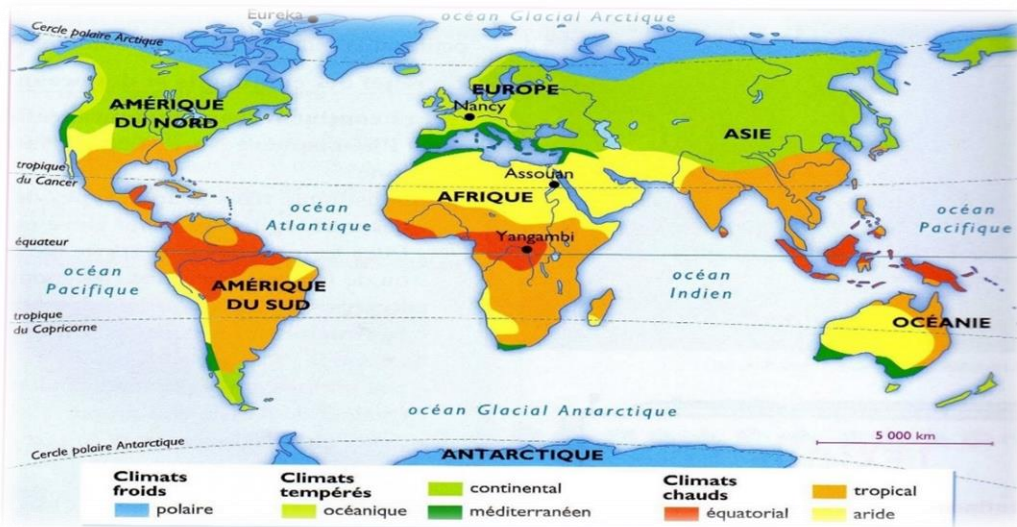 Eureka
océan Glacial Arctique
Cercle polaire Arctique
EUROPE
Nancy
AMÉRIQUE
DU NORD
ASIE
tropique
du Cancer
Assouan
AFRIQUE
océan
Atlantique
océan
Pacifique
équateur
Yangambi
océan
Pacifique
AMÉRIQUE
DU SUD
océan
Indien
tropique
du Capricorne
OCÉANIE
océan Glacial Antarctique
Cercle polaire Antarctique
5 000 km
ANTARCTIQUE
Climats
froids
polaire
Climats
tempérés
océanique
continental
méditerranéen
Climats
chauds
équatorial
tropical
aride